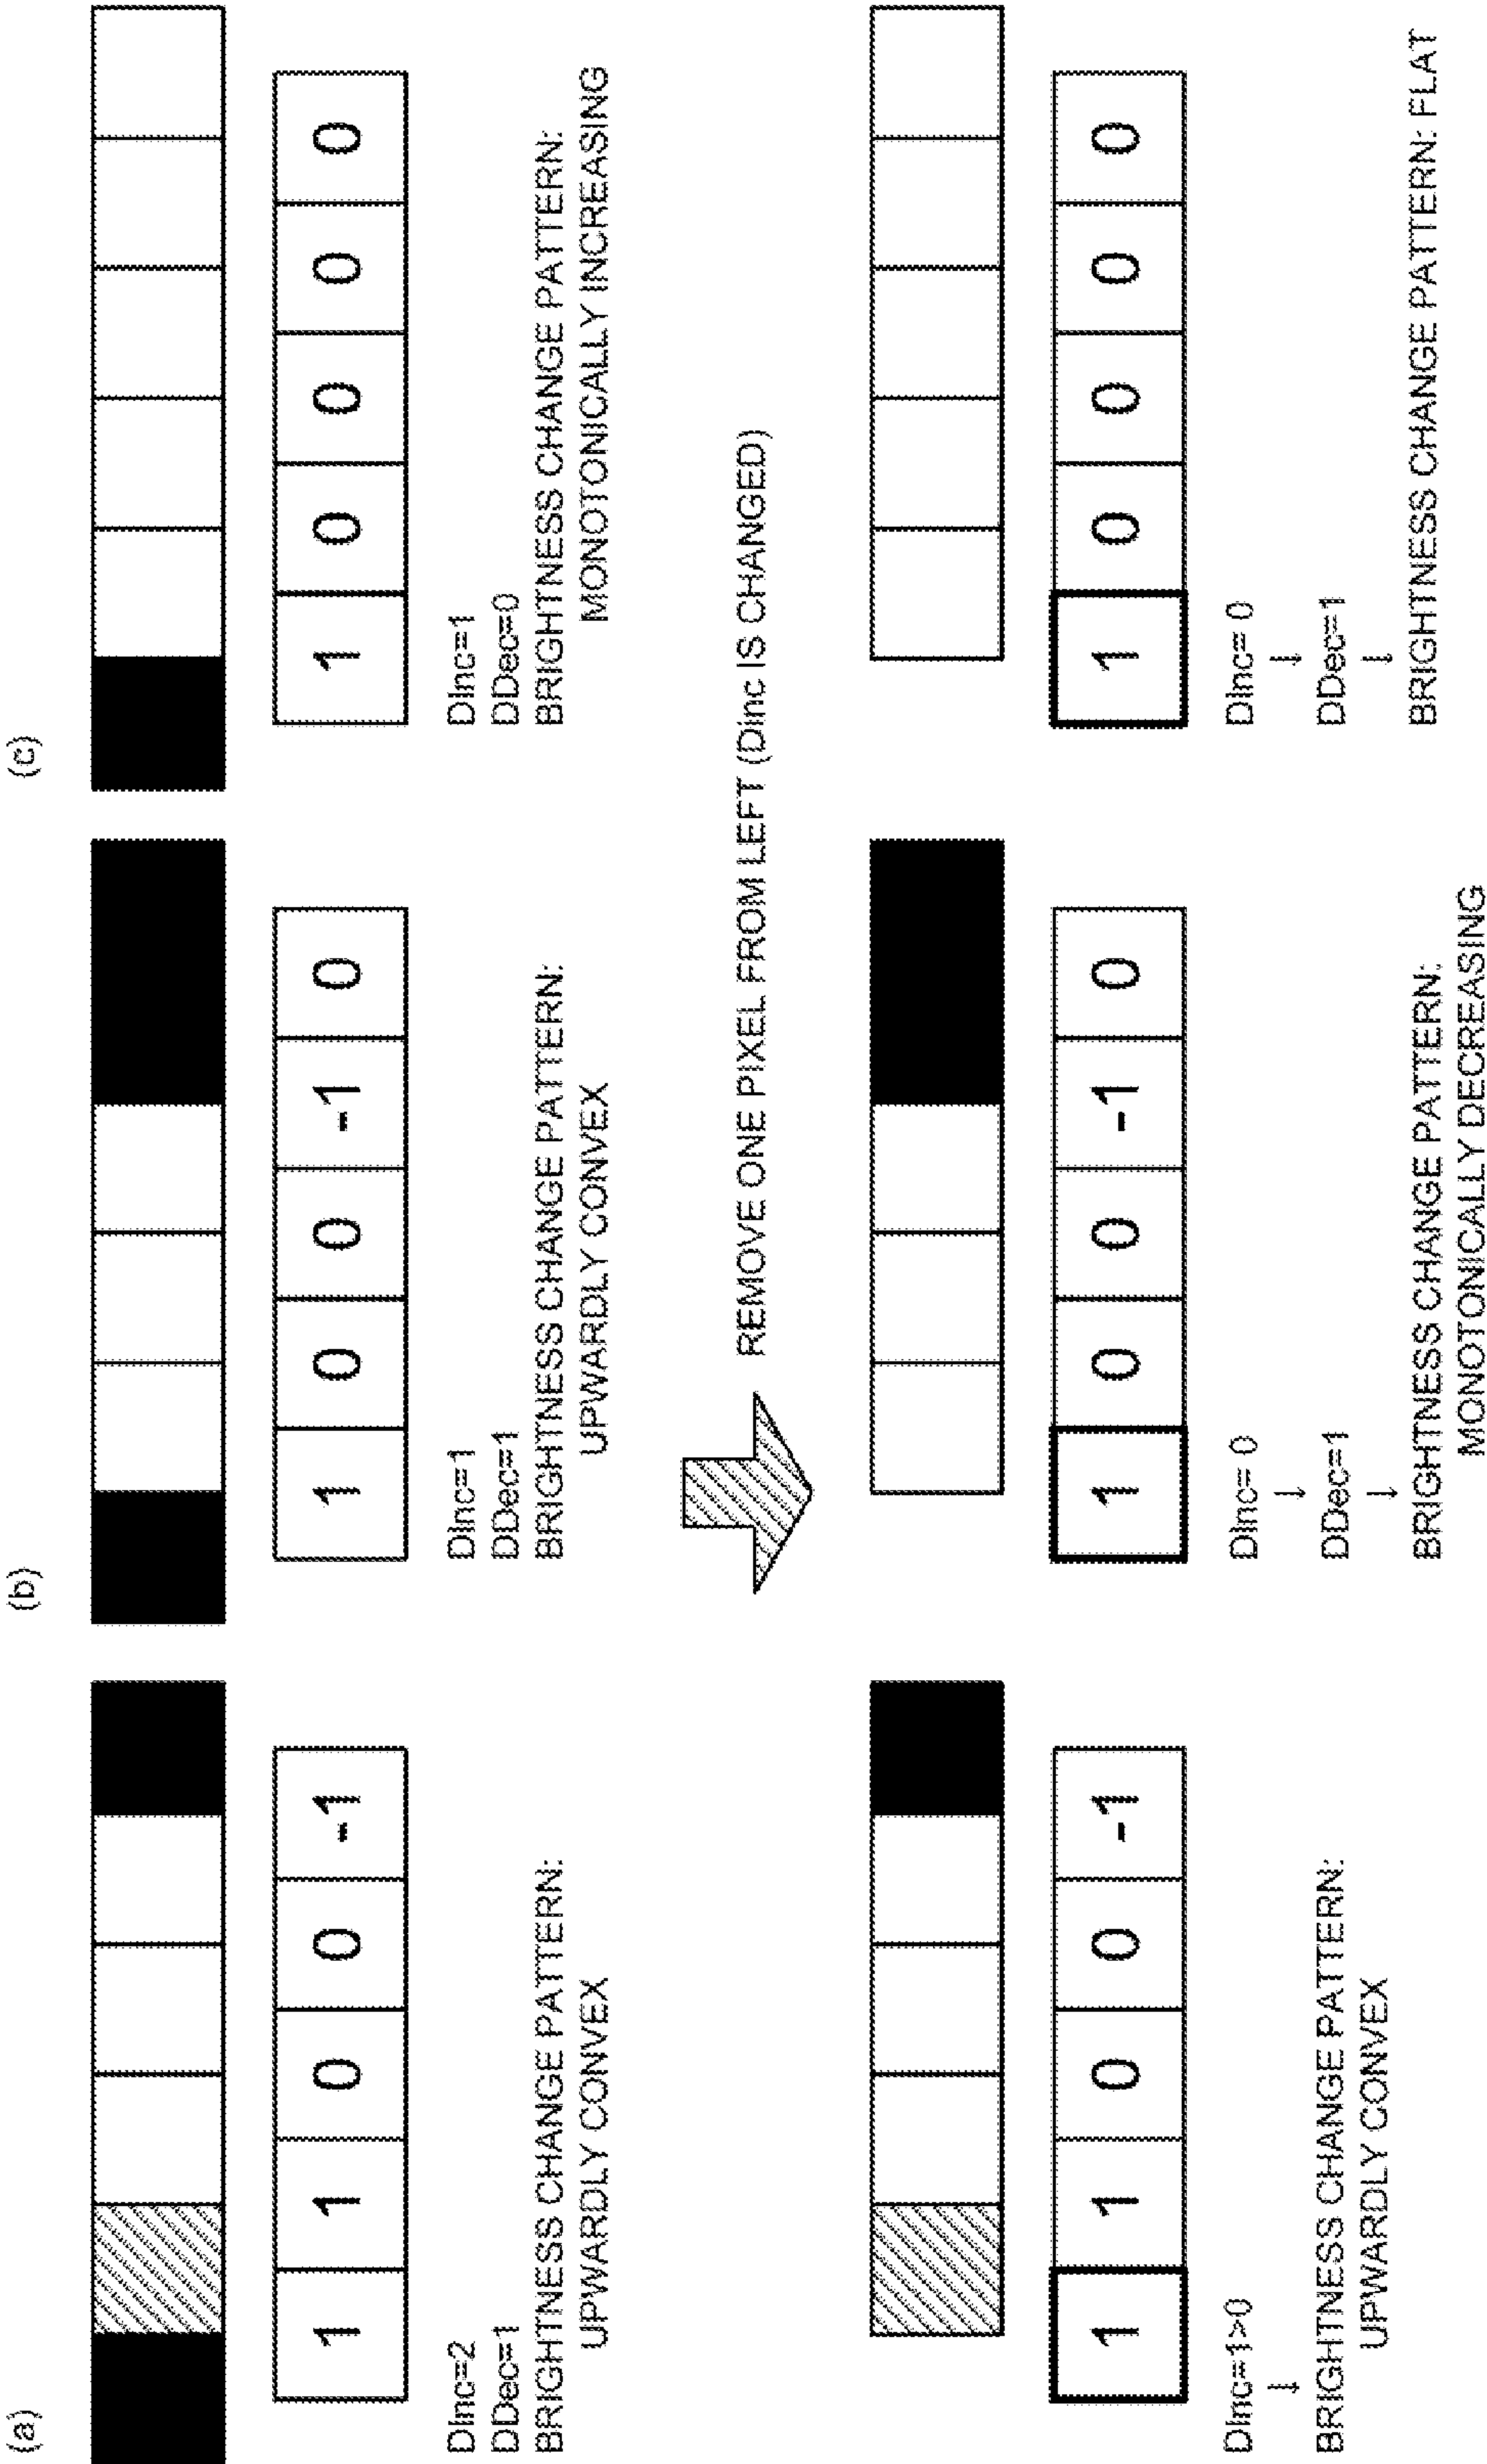 (a)
1 1 0 0 -1
DInc=2
DDec=1
BRIGHTNESS CHANGE PATTERN:
UPWARDLY CONVEX
(b)
1 0 0 -1 0
DInc=1
DDec=1
BRIGHTNESS CHANGE PATTERN:
UPWARDLY CONVEX
(c)
1 0 0 0 0
DInc=1
DDec=0
BRIGHTNESS CHANGE PATTERN:
MONOTONICALLY INCREASING
REMOVE ONE PIXEL FROM LEFT (DInc IS CHANGED)
1 1 0 0 -1
DInc=1>0
↓
BRIGHTNESS CHANGE PATTERN:
UPWARDLY CONVEX
1 0 0 -1 0
DInc= 0
↓
DDec=1
↓
BRIGHTNESS CHANGE PATTERN:
MONOTONICALLY DECREASING
1 0 0 0 0
DInc= 0
↓
DDec=1
↓
BRIGHTNESS CHANGE PATTERN: FLAT